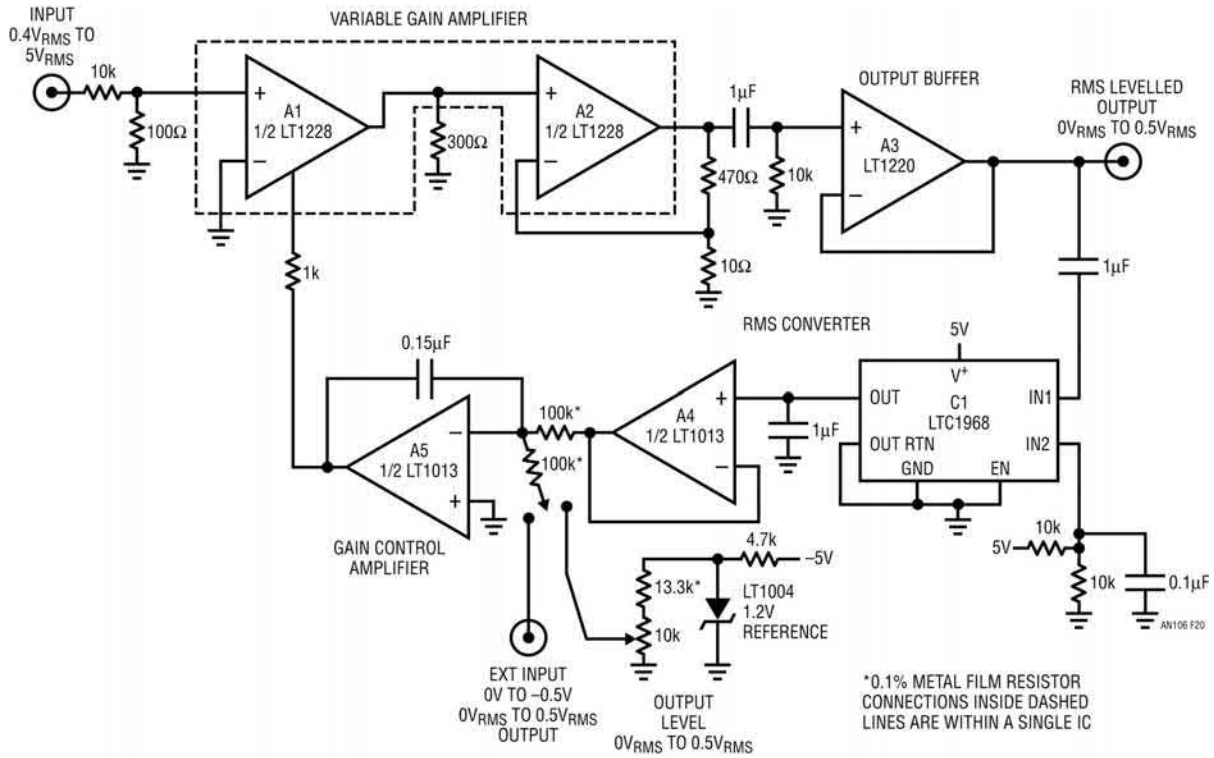 INPUT
0.4VRMS TO
5VRMS
VARIABLE GAIN AMPLIFIER
10k
100Ω
+
A1
1/2 LT1228
−
300Ω
+
A2
1/2 LT1228
−
1µF
470Ω
10Ω
10k
OUTPUT BUFFER
+
A3
LT1220
−
RMS LEVELLED
OUTPUT
0VRMS TO 0.5VRMS
1µF
1k
0.15µF
A5
1/2 LT1013
−
+
GAIN CONTROL
AMPLIFIER
100k*
100k*
RMS CONVERTER
A4
1/2 LT1013
+
−
1µF
5V
V+
C1
LTC1968
OUT
OUT RTN
GND
EN
IN1
IN2
5V
10k
10k
0.1µF
AN106 F20
4.7k
−5V
13.3k*
10k
LT1004
1.2V
REFERENCE
EXT INPUT
0V TO −0.5V
0VRMS TO 0.5VRMS
OUTPUT
OUTPUT
LEVEL
0VRMS TO 0.5VRMS
*0.1% METAL FILM RESISTOR
CONNECTIONS INSIDE DASHED
LINES ARE WITHIN A SINGLE IC